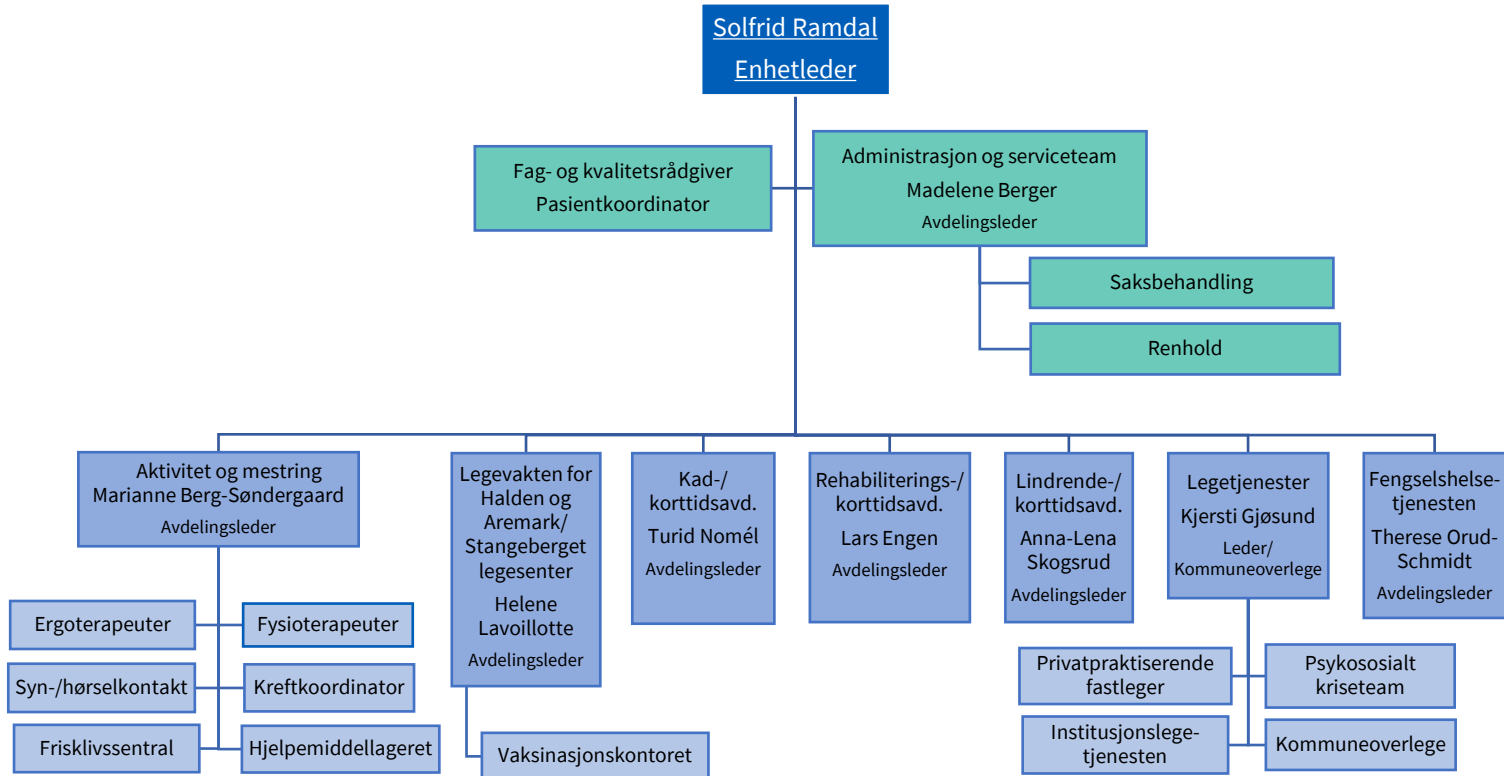 Solfrid Ramdal
Enhetleder
Fag- og kvalitetsrådgiver
Pasientkoordinator
Administrasjon og serviceteam
Madelene Berger
Avdelingsleder
Saksbehandling
Renhold
Aktivitet og mestring
Marianne Berg-Søndergaard
Avdelingsleder
Ergoterapeuter
Fysioterapeuter
Syn-/hørselkontakt
Kreftkoordinator
Frisklivssentral
Hjelpemiddellageret
Legevakten for
Halden og
Aremark/
Stangeberget
legesenter
Helene
Lavoillotte
Avdelingsleder
Vaksinasjonskontoret
Kad-/
korttidsavd.
Turid Nomél
Avdelingsleder
Rehabiliterings-/
korttidsavd.
Lars Engen
Avdelingsleder
Lindrende-/
korttidsavd.
Anna-Lena
Skogsrud
Avdelingsleder
Legetjenester
Kjersti Gjøsund
Leder/
Kommuneoverlege
Privatpraktiserende
fastleger
Psykososialt
kriseteam
Institusjonslege-
tjenesten
Kommuneoverlege
Fengselshelse-
tjenesten
Therese Orud-
Schmidt
Avdelingsleder